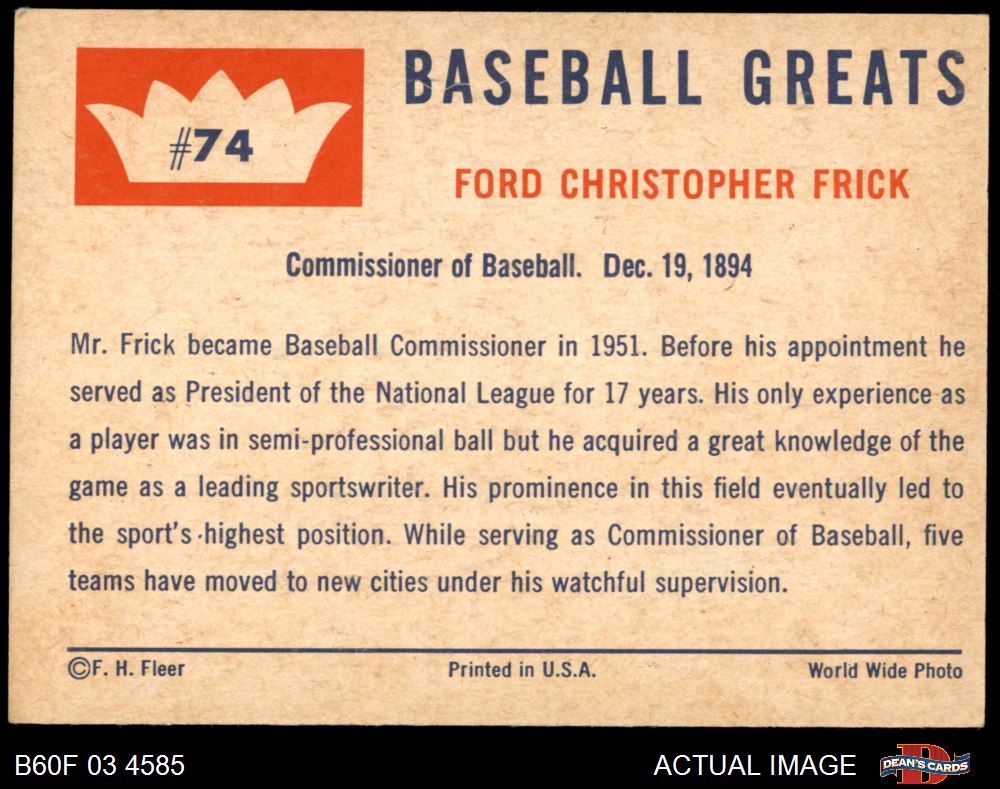 #74
BASEBALL GREATS
FORD CHRISTOPHER FRICK
Commissioner of Baseball. Dec. 19, 1894
Mr. Frick became Baseball Commissioner in 1951. Before his appointment he
served as President of the National League for 17 years. His only experience as
a player was in semi-professional ball but he acquired a great knowledge of the
game as a leading sportswriter. His prominence in this field eventually led to
the sport's highest position. While serving as Commissioner of Baseball, five
teams have moved to new cities under his watchful supervision.
©F. H. Fleer Printed in U.S.A. World Wide Photo
B60F 03 4585 ACTUAL IMAGE DEAN'S CARDS